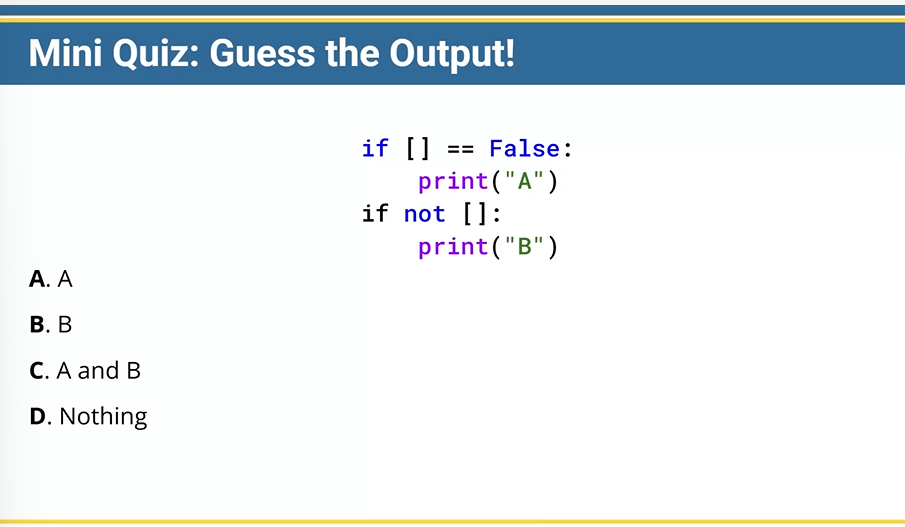 Mini Quiz: Guess the Output!
if [] == False:
    print("A")
if not []:
    print("B")
A. A
B. B
C. A and B
D. Nothing